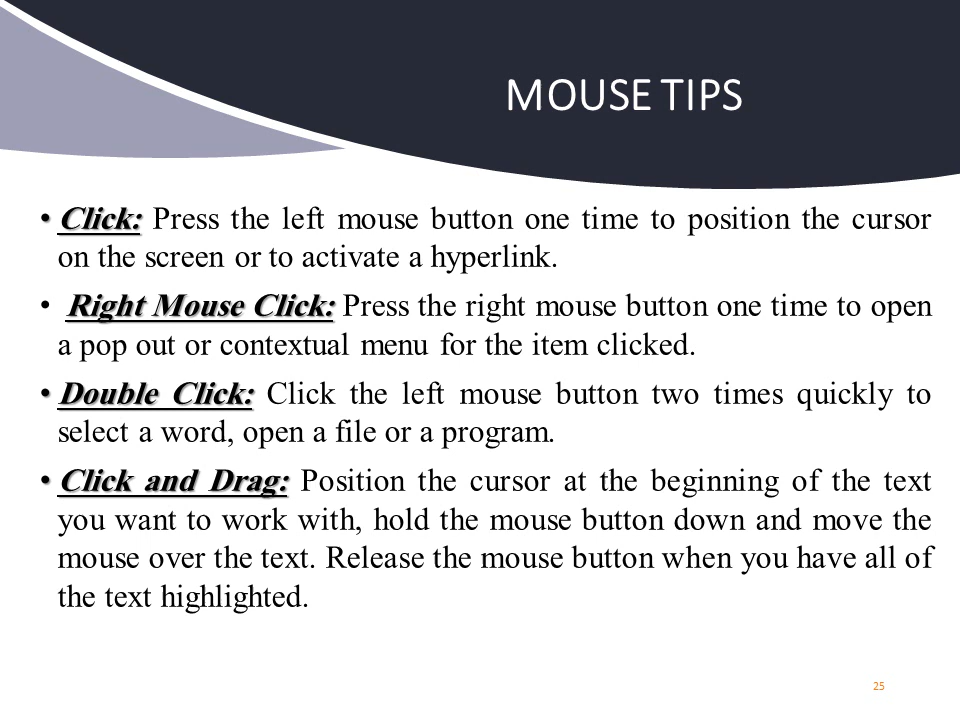 MOUSE TIPS
• Click: Press the left mouse button one time to position the cursor
on the screen or to activate a hyperlink.
• Right Mouse Click: Press the right mouse button one time to open
a pop out or contextual menu for the item clicked.
• Double Click: Click the left mouse button two times quickly to
select a word, open a file or a program.
• Click and Drag: Position the cursor at the beginning of the text
you want to work with, hold the mouse button down and move the
mouse over the text. Release the mouse button when you have all of
the text highlighted.
25